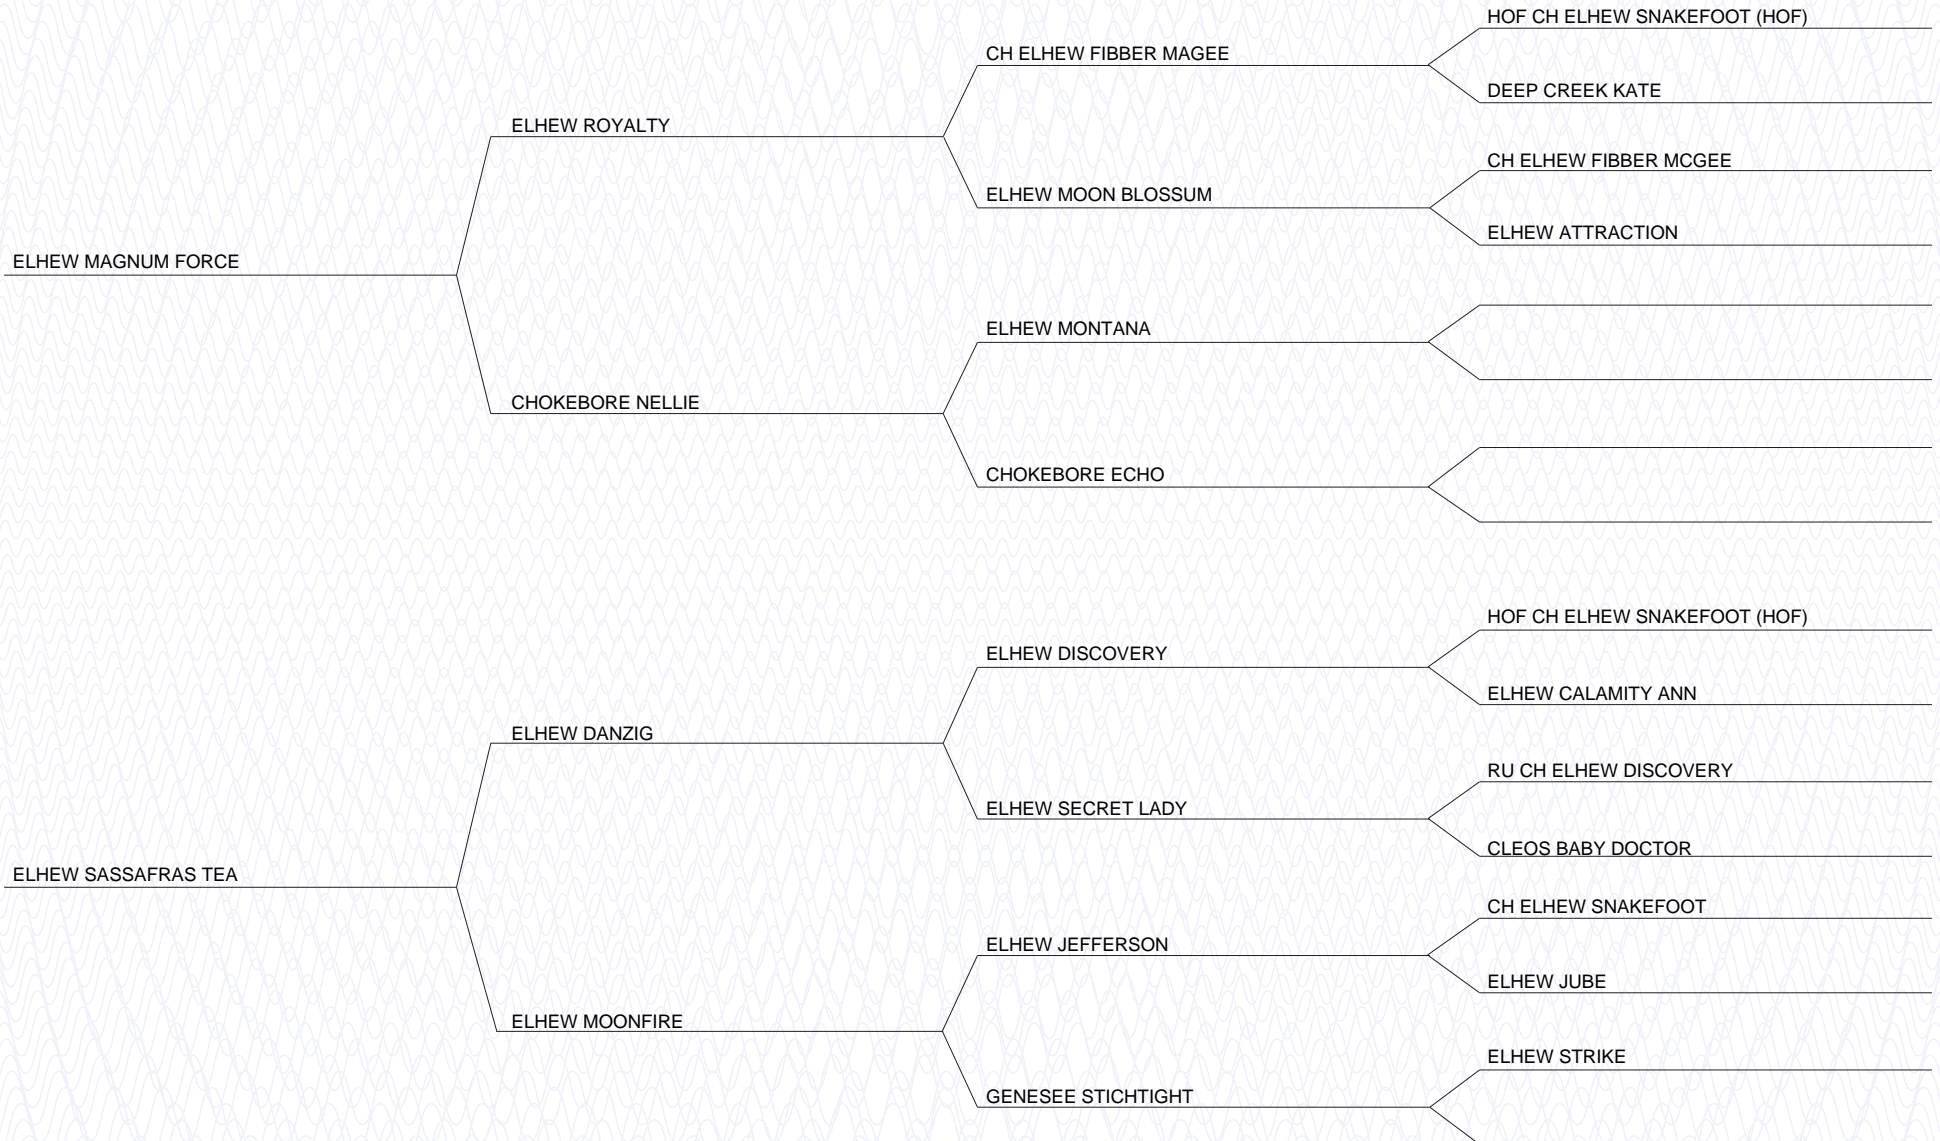 HOF CH ELHEW SNAKEFOOT (HOF)
CH ELHEW FIBBER MAGEE
DEEP CREEK KATE
ELHEW ROYALTY
CH ELHEW FIBBER MCGEE
ELHEW MOON BLOSSUM
ELHEW ATTRACTION
ELHEW MAGNUM FORCE
ELHEW MONTANA
CHOKEBORE NELLIE
CHOKEBORE ECHO
HOF CH ELHEW SNAKEFOOT (HOF)
ELHEW DISCOVERY
ELHEW CALAMITY ANN
ELHEW DANZIG
RU CH ELHEW DISCOVERY
ELHEW SECRET LADY
CLEOS BABY DOCTOR
ELHEW SASSAFRAS TEA
CH ELHEW SNAKEFOOT
ELHEW JEFFERSON
ELHEW JUBE
ELHEW MOONFIRE
ELHEW STRIKE
GENESEE STICHTIGHT